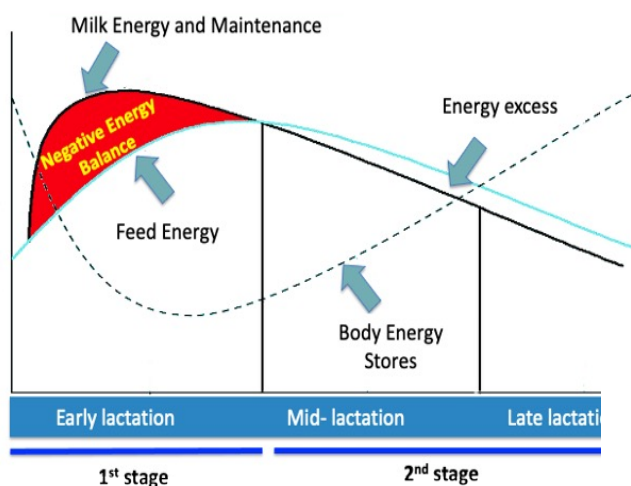 Milk Energy and Maintenance
Energy excess
Negative Energy
Balance
Feed Energy
Body Energy
Stores
Early lactation
Mid- lactation
Late lactatio
1st stage
2nd stage